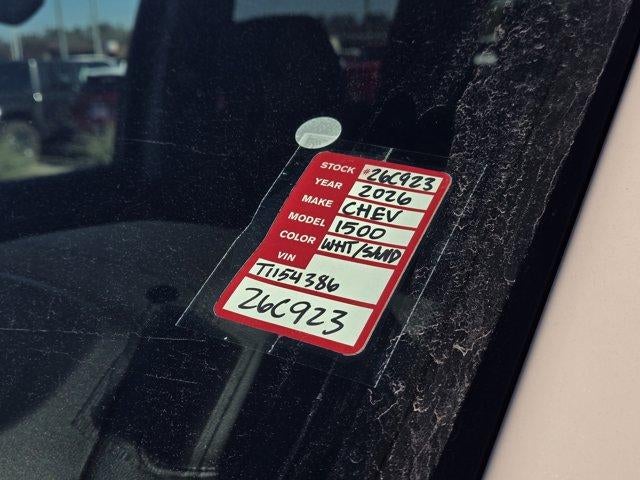 STOCK #26C923
YEAR 2026
MAKE CHEV
MODEL 1500
COLOR WHT/SAND
VIN
T1154386
26C923